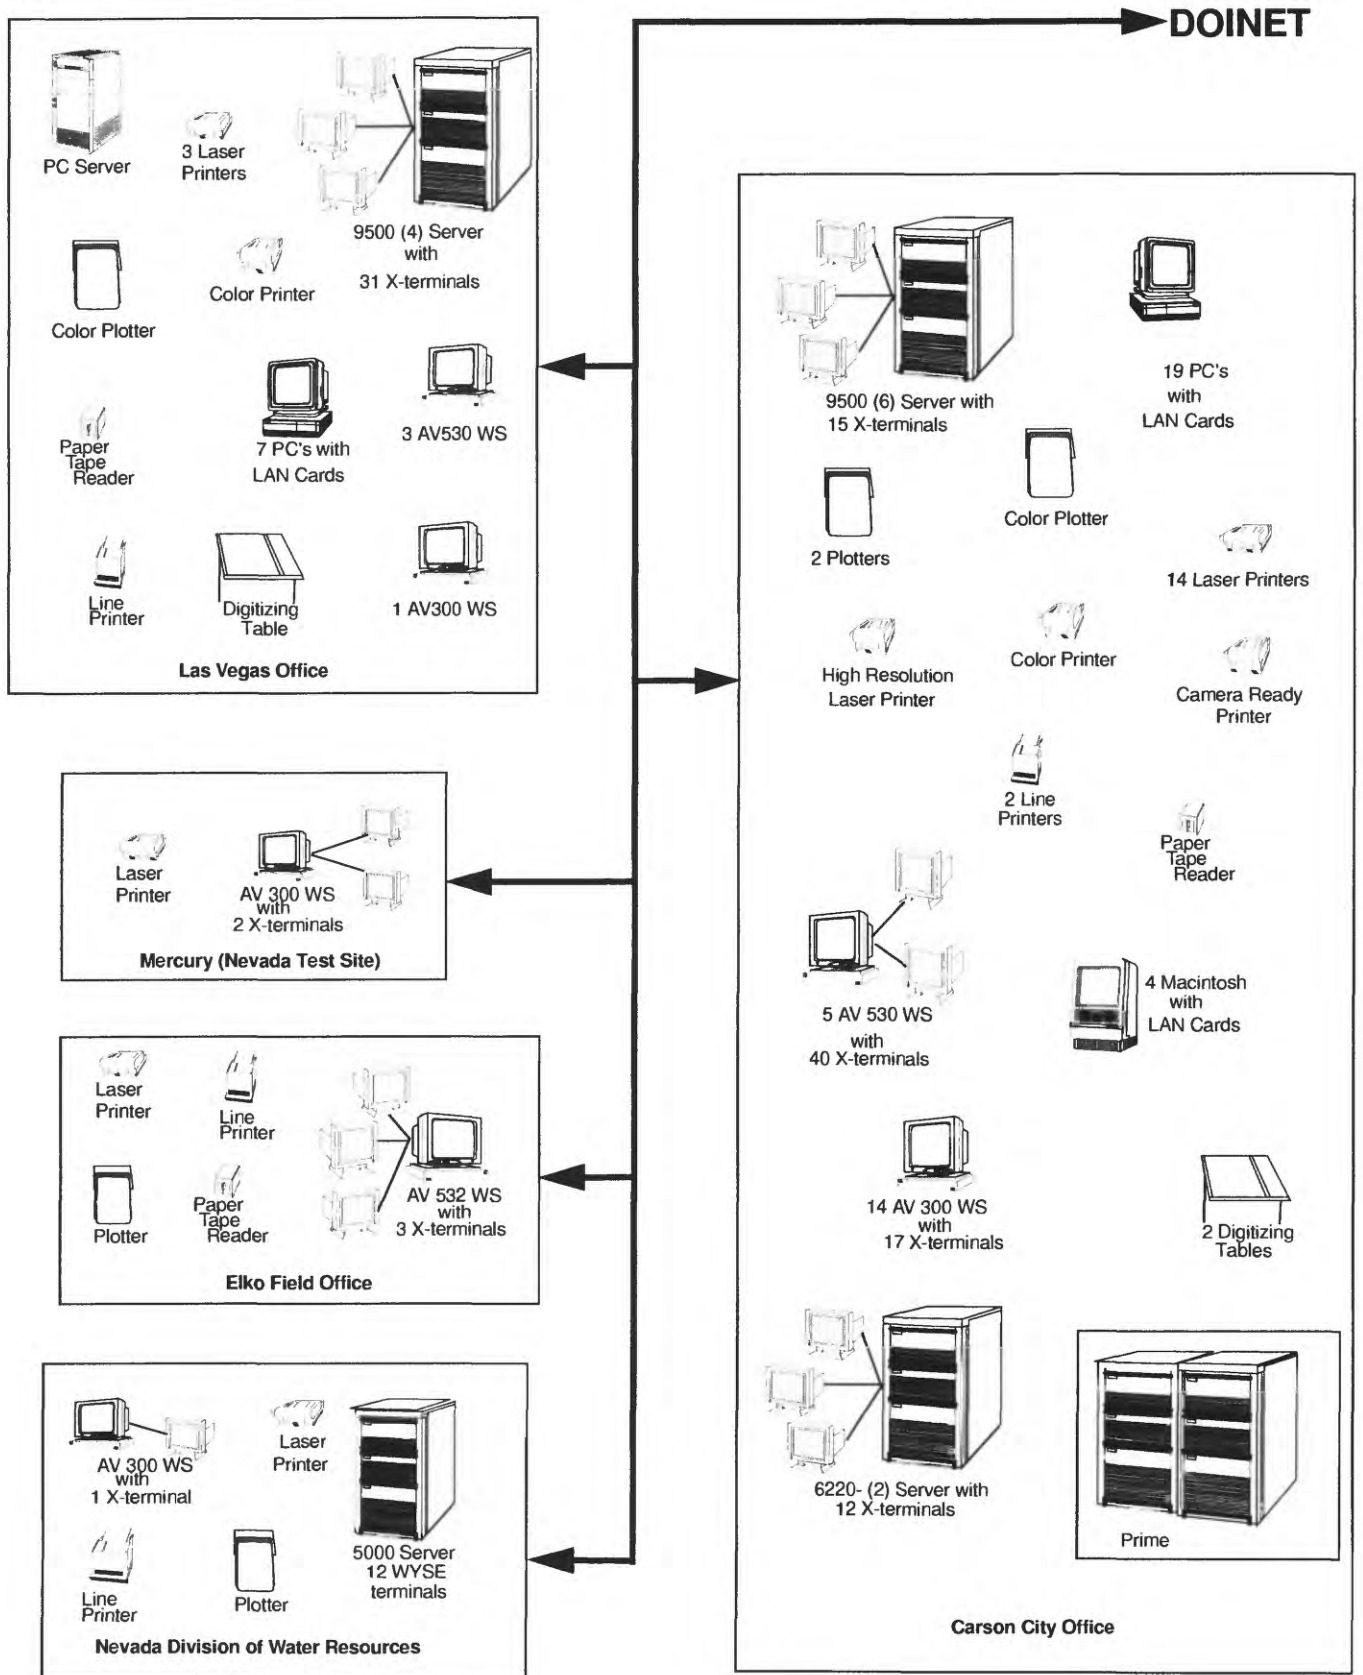 DOINET
PC Server
3 Laser
Printers
9500 (4) Server
with
31 X-terminals
Color Plotter
Color Printer
Paper
Tape
Reader
7 PC's with
LAN Cards
3 AV530 WS
Line
Printer
Digitizing
Table
1 AV300 WS
Las Vegas Office
Laser
Printer
AV 300 WS
with
2 X-terminals
Mercury (Nevada Test Site)
Laser
Printer
Line
Printer
Plotter
Paper
Tape
Reader
AV 532 WS
with
3 X-terminals
Elko Field Office
AV 300 WS
with
1 X-terminal
Laser
Printer
Line
Printer
Plotter
5000 Server
12 WYSE
terminals
Nevada Division of Water Resources
9500 (6) Server with
15 X-terminals
19 PC's
with
LAN Cards
2 Plotters
Color Plotter
14 Laser Printers
High Resolution
Laser Printer
Color Printer
Camera Ready
Printer
2 Line
Printers
Paper
Tape
Reader
5 AV 530 WS
with
40 X-terminals
4 Macintosh
with
LAN Cards
14 AV 300 WS
with
17 X-terminals
2 Digitizing
Tables
6220- (2) Server with
12 X-terminals
Prime
Carson City Office